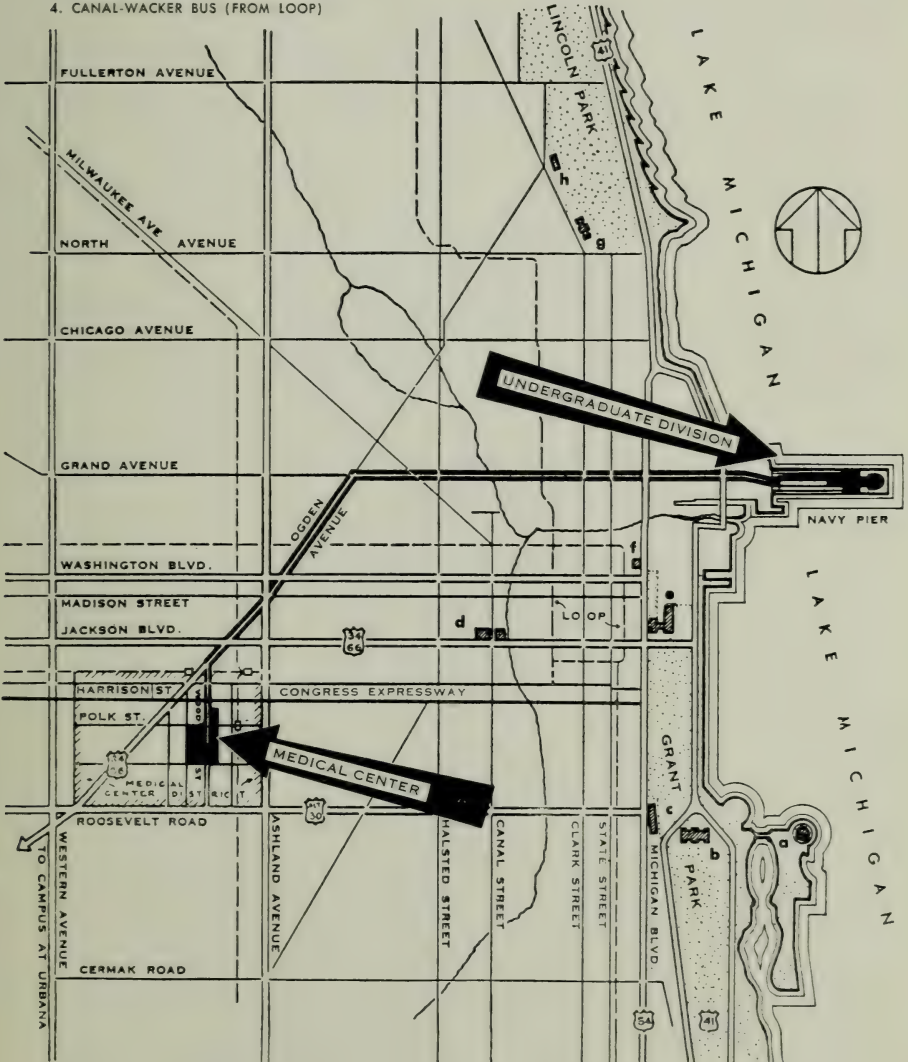 4. CANAL-WACKER BUS (FROM LOOP)
LINCOLN PARK
41
LAKE MICHIGAN
FULLERTON AVENUE
MILWAUKEE AVE
h
NORTH AVENUE
g
CHICAGO AVENUE
UNDERGRADUATE DIVISION
GRAND AVENUE
OGDEN AVENUE
NAVY PIER
WASHINGTON BLVD.
f
MADISON STREET
LOOP
e
JACKSON BLVD.
d
34
66
LAKE MICHIGAN
HARRISON ST
WOOD ST
CONGRESS EXPRESSWAY
POLK ST.
GRANT PARK
MEDICAL CENTER
34
66
MEDICAL
CENTER DISTRICT
ROOSEVELT ROAD
30
c
b
a
TO CAMPUS AT URBANA
WESTERN AVENUE
ASHLAND AVENUE
HALSTED STREET
CANAL STREET
CLARK STREET
STATE STREET
MICHIGAN BLVD
CERMAK ROAD
54
41